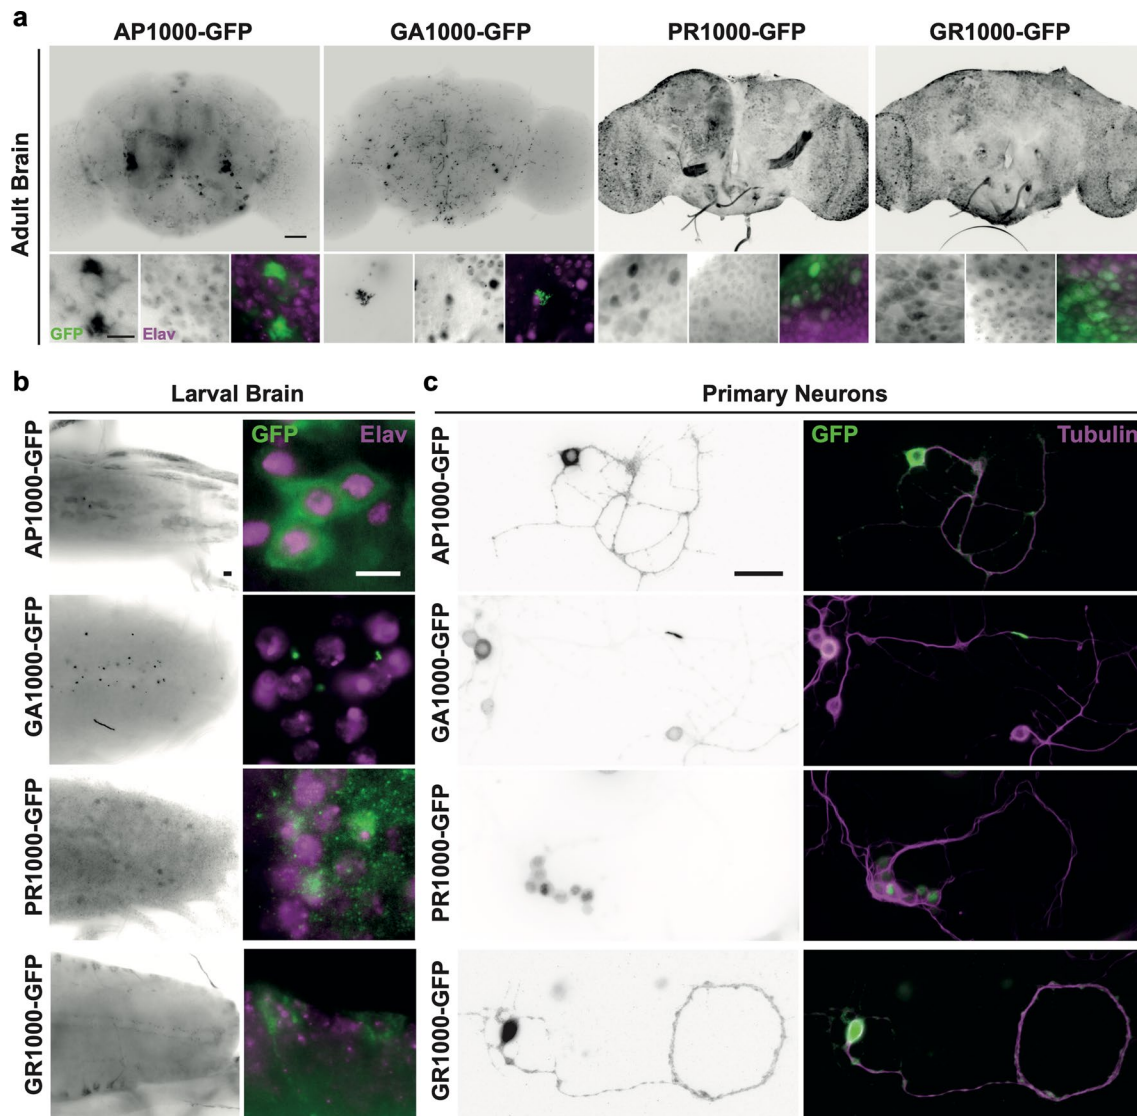 a
AP1000-GFP GA1000-GFP PR1000-GFP GR1000-GFP
Adult Brain
GFP Elav
b
Larval Brain
c
Primary Neurons
AP1000-GFP
GFP Elav
AP1000-GFP
GFP Tubulin
GA1000-GFP
GA1000-GFP
PR1000-GFP
PR1000-GFP
GR1000-GFP
GR1000-GFP